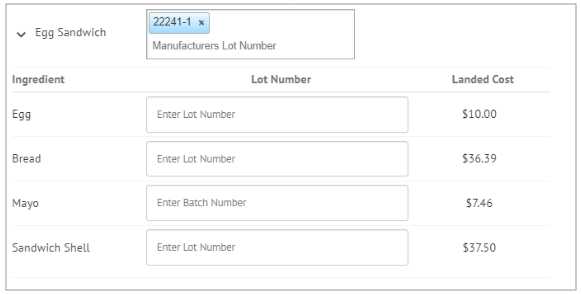 Egg Sandwich
22241-1 x
Manufacturers Lot Number
Ingredient Lot Number Landed Cost
Egg Enter Lot Number $10.00
Bread Enter Lot Number $36.39
Mayo Enter Batch Number $7.46
Sandwich Shell Enter Lot Number $37.50